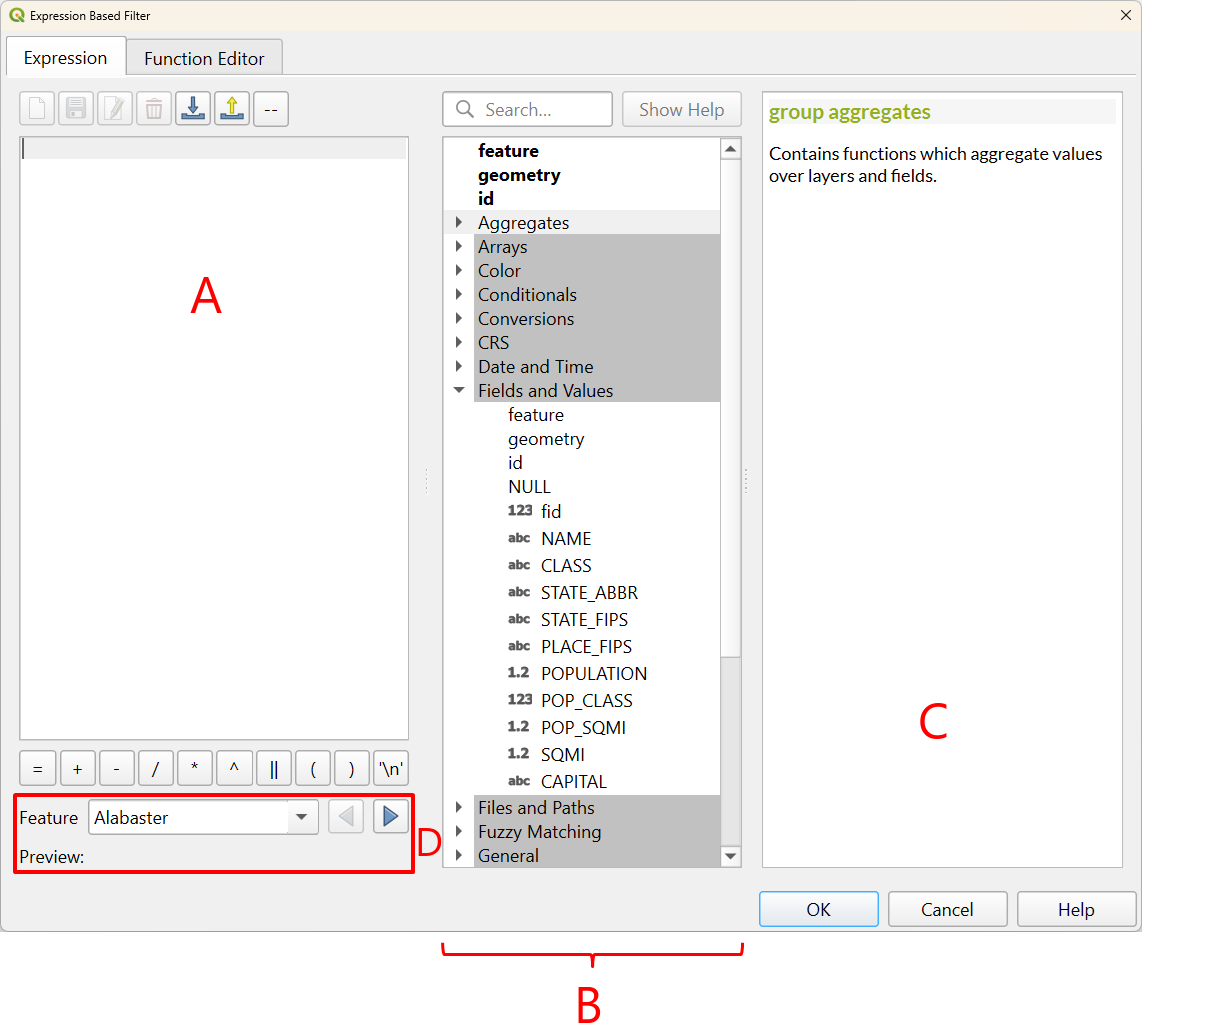 Expression Based Filter
Expression
Function Editor
--
Search...
Show Help
group aggregates
Contains functions which aggregate values
over layers and fields.
A
feature
geometry
id
Aggregates
Arrays
Color
Conditionals
Conversions
CRS
Date and Time
Fields and Values
feature
geometry
id
NULL
123 fid
abc NAME
abc CLASS
abc STATE_ABBR
abc STATE_FIPS
abc PLACE_FIPS
1.2 POPULATION
123 POP_CLASS
1.2 POP_SQMI
1.2 SQMI
abc CAPITAL
Files and Paths
Fuzzy Matching
General
C
= + - / * ^ || ( ) '\n'
Feature Alabaster
Preview:
D
OK
Cancel
Help
B